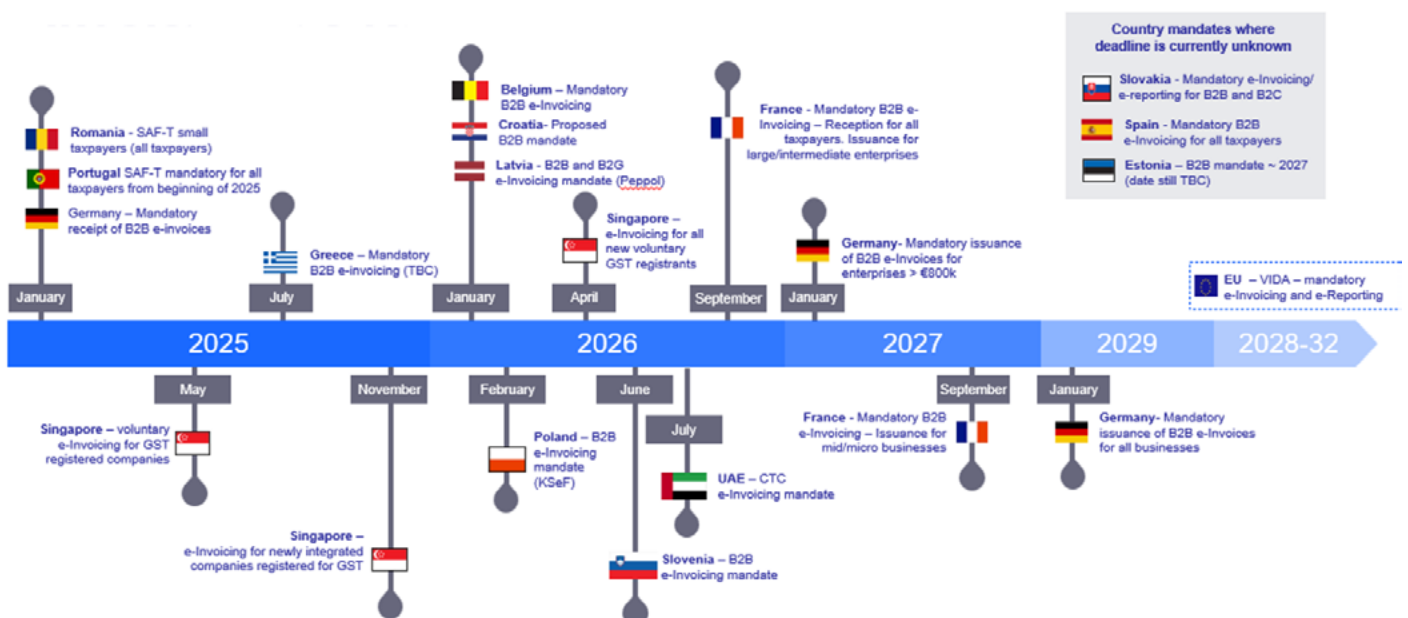 Country mandates where
deadline is currently unknown
Slovakia - Mandatory e-Invoicing/
e-reporting for B2B and B2C
Spain - Mandatory B2B
e-Invoicing for all taxpayers
Estonia – B2B mandate ~ 2027
(date still TBC)
Romania - SAF-T small
taxpayers (all taxpayers)
Portugal SAF-T mandatory for all
taxpayers from beginning of 2025
Germany – Mandatory
receipt of B2B e-invoices
January
Greece – Mandatory
B2B e-invoicing (TBC)
July
Belgium – Mandatory
B2B e-Invoicing
Croatia- Proposed
B2B mandate
Latvia - B2B and B2G
e-Invoicing mandate (Peppol)
January
Singapore –
e-Invoicing for all
new voluntary
GST registrants
April
France - Mandatory B2B e-
Invoicing – Reception for all
taxpayers. Issuance for
large/intermediate enterprises
September
Germany- Mandatory issuance
of B2B e-Invoices for
enterprises > €800k
January
EU – VIDA – mandatory
e-Invoicing and e-Reporting
2025
2026
2027
2029
2028-32
May
Singapore – voluntary
e-Invoicing for GST
registered companies
November
Singapore –
e-Invoicing for newly integrated
companies registered for GST
February
Poland – B2B
e-Invoicing
mandate
(KSeF)
June
Slovenia – B2B
e-Invoicing mandate
July
UAE – CTC
e-Invoicing mandate
September
France - Mandatory B2B
e-Invoicing – Issuance for
mid/micro businesses
January
Germany- Mandatory
issuance of B2B e-Invoices
for all businesses